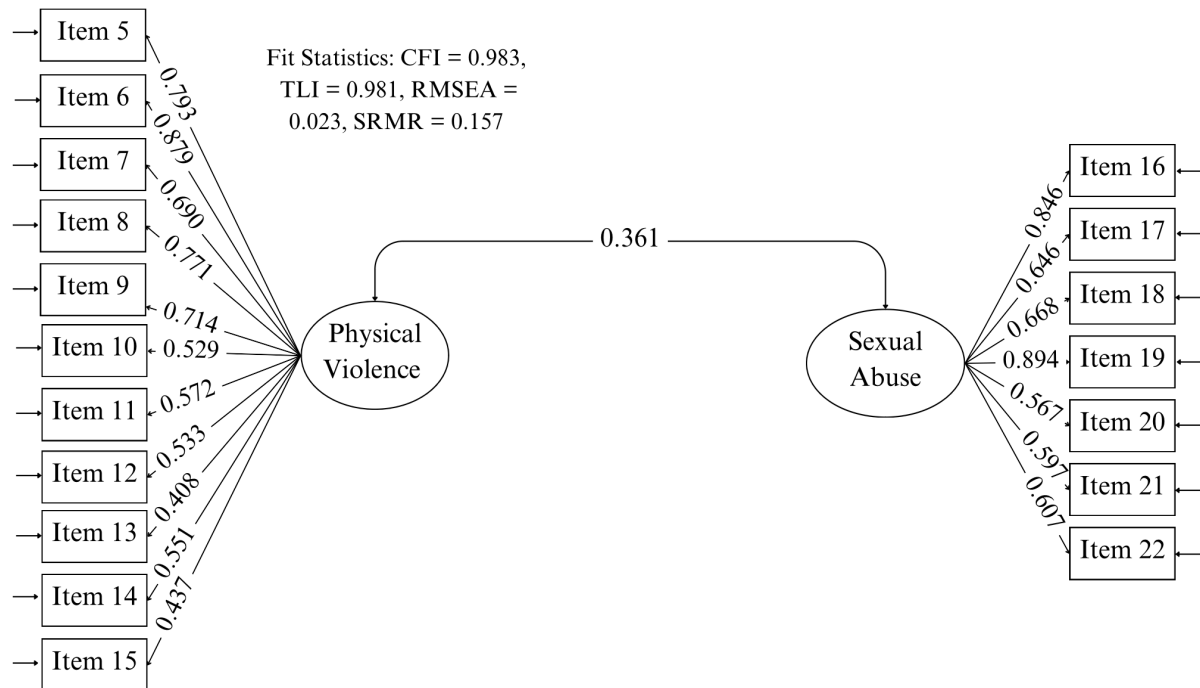 Item 5
Item 6
Item 7
Item 8
Item 9
Item 10
Item 11
Item 12
Item 13
Item 14
Item 15
0.793
0.879
0.690
0.771
0.714
0.529
0.572
0.533
0.408
0.551
0.437
Fit Statistics: CFI = 0.983,
TLI = 0.981, RMSEA =
0.023, SRMR = 0.157
Physical
Violence
0.361
Sexual
Abuse
0.846
0.646
0.668
0.894
0.567
0.597
0.607
Item 16
Item 17
Item 18
Item 19
Item 20
Item 21
Item 22